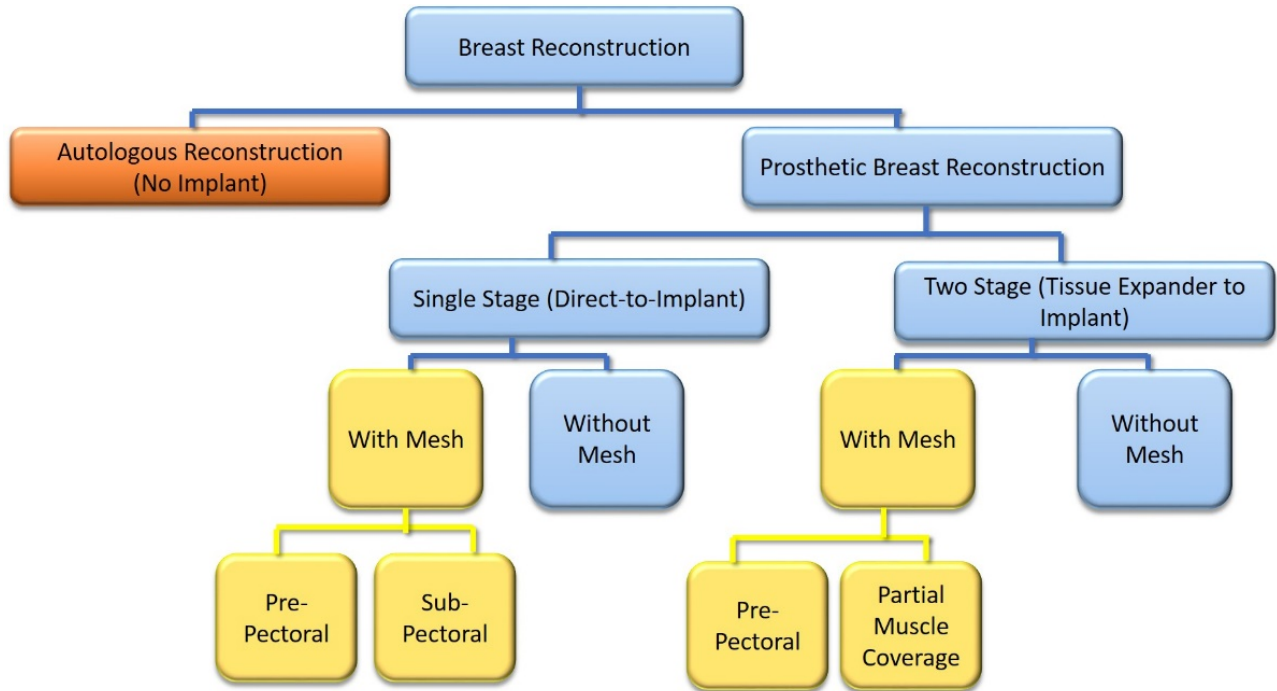 Breast Reconstruction
Autologous Reconstruction
(No Implant)
Prosthetic Breast Reconstruction
Single Stage (Direct-to-Implant)
Two Stage (Tissue Expander to
Implant)
With Mesh
Without
Mesh
With Mesh
Without
Mesh
Pre-
Pectoral
Sub-
Pectoral
Pre-
Pectoral
Partial
Muscle
Coverage